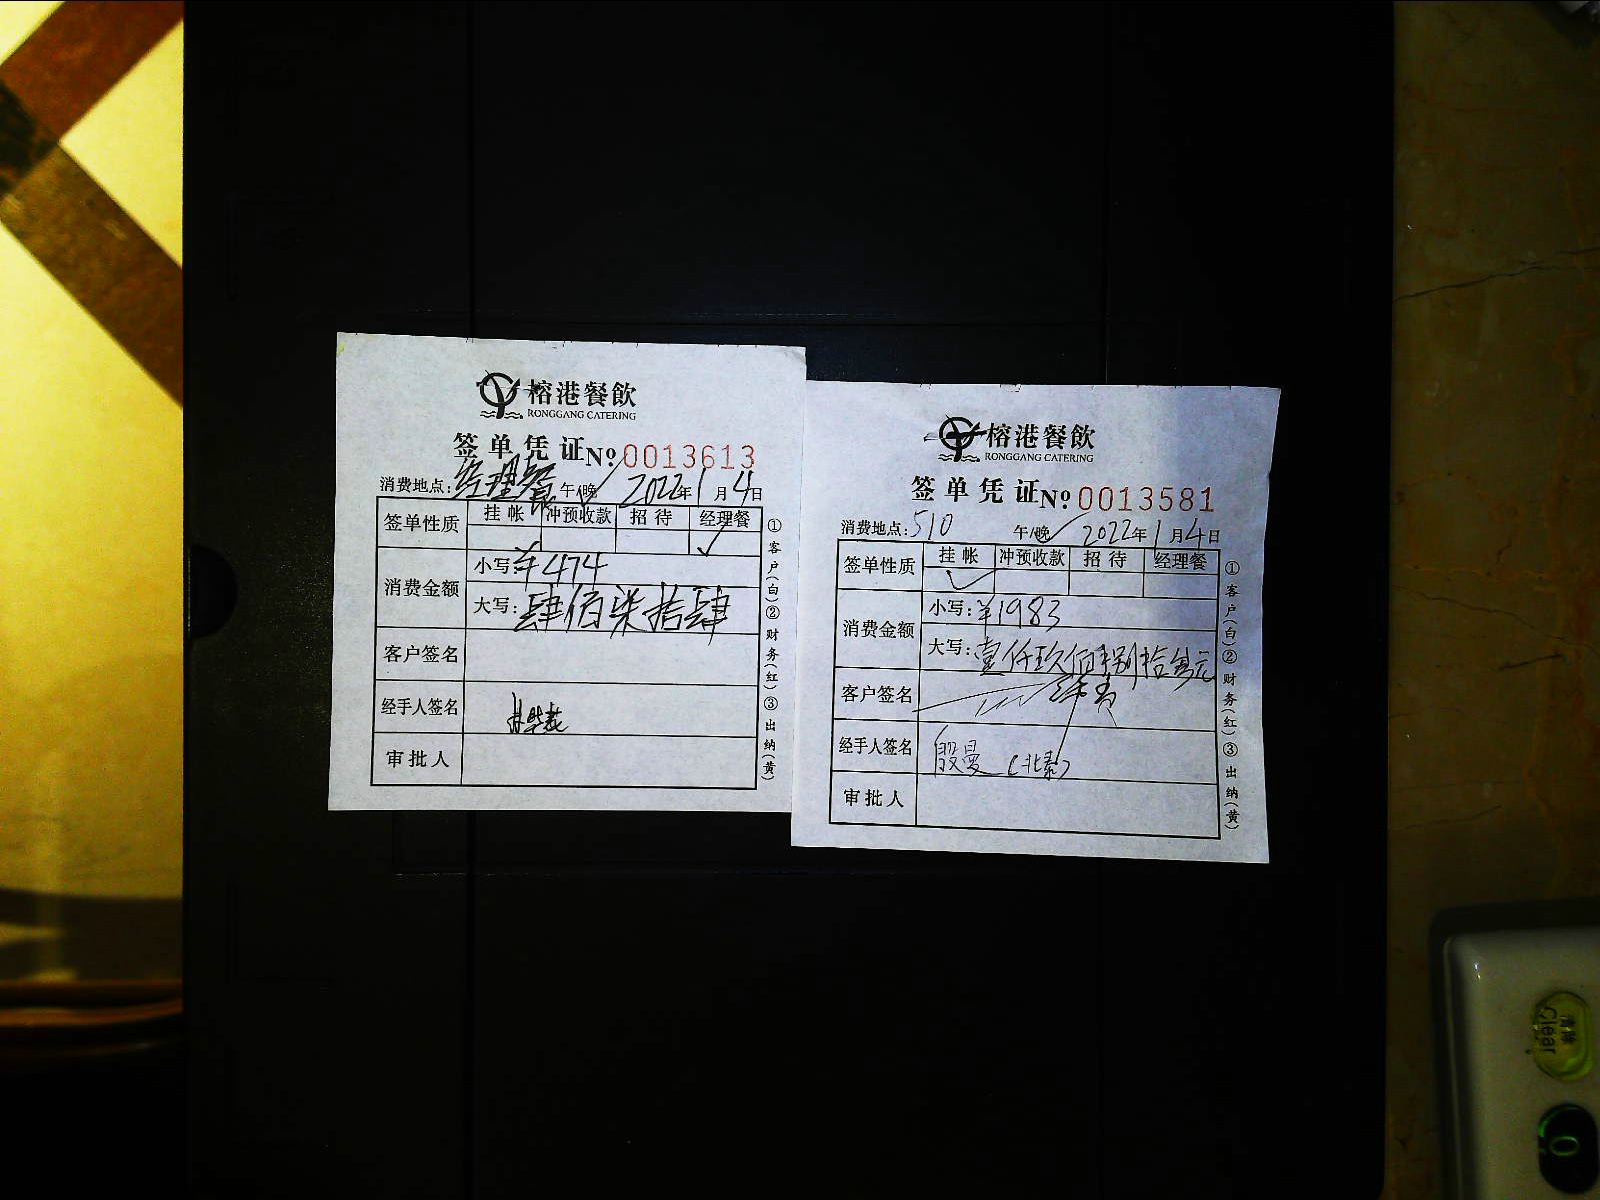 榕港餐飲
RONGGANG CATERING
签单凭证 No 0013613
消费地点: 经理餐 午/晚 2022年1月4日
签单性质 挂帐 冲预收款 招待 经理餐
消费金额 小写: ¥474
大写: 肆佰柒拾肆
客户签名
经手人签名
审批人
①客户(白)②财务(红)③出纳(黄)
榕港餐飲
RONGGANG CATERING
签单凭证 No 0013581
消费地点: 510 午/晚 2022年1月4日
签单性质 挂帐 冲预收款 招待 经理餐
消费金额 小写: ¥1983
大写: 壹仟玖佰捌拾叁元
客户签名
经手人签名 殷曼
审批人
①客户(白)②财务(红)③出纳(黄)
清除
Clear
0